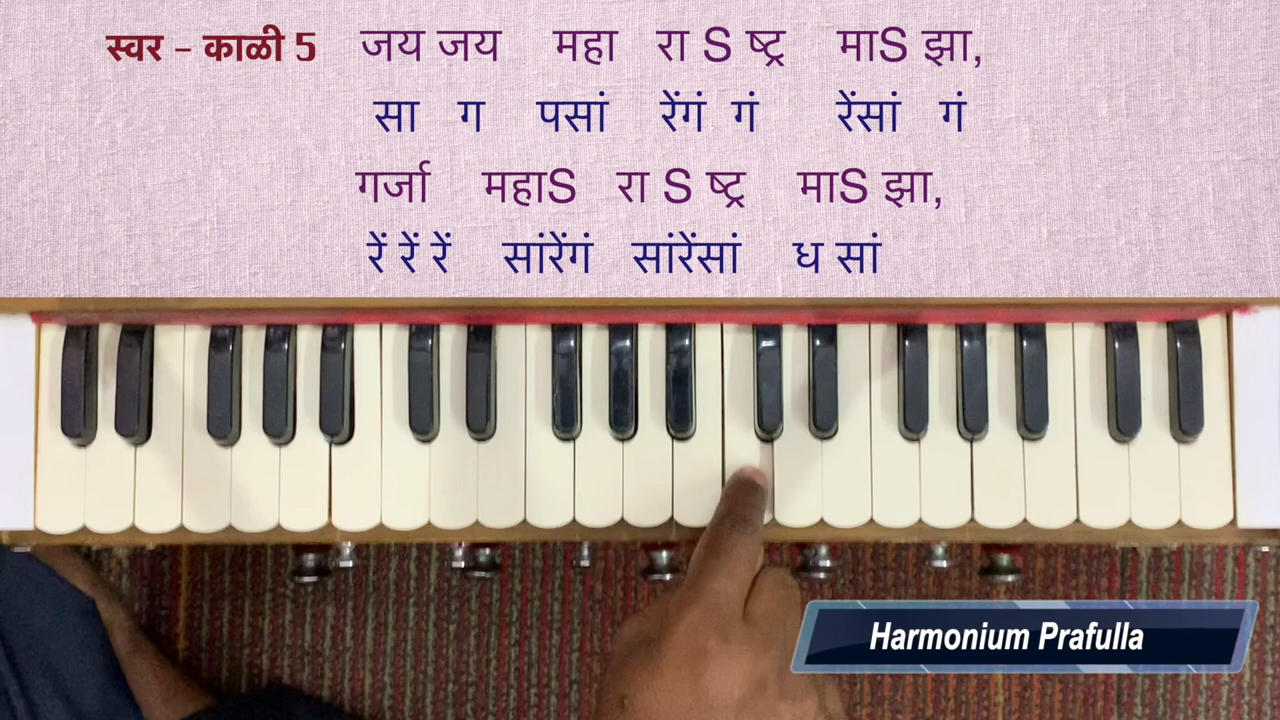 स्वर - काळी 5 जय जय महा रा S ष्ट्र माS झा,
सा ग पसां रेंगं गं रेंसां गं
गर्जा महाS रा S ष्ट्र माS झा,
रें रें रें सांरेंगं सांरेंसां ध सां
Harmonium Prafulla